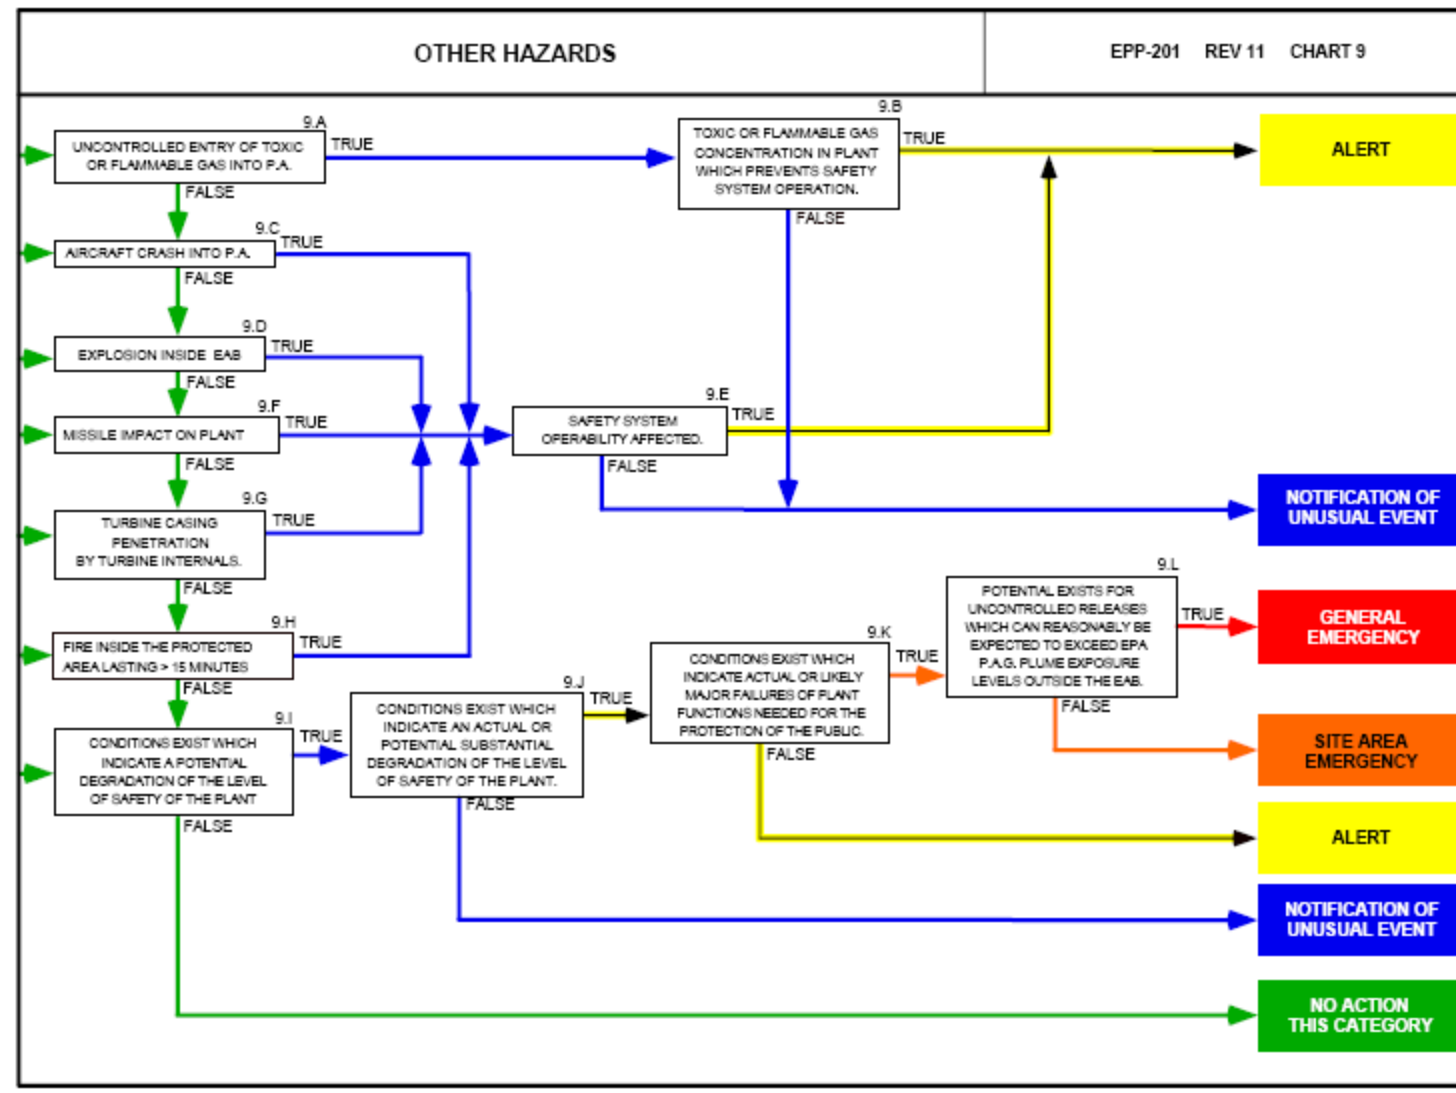 OTHER HAZARDS
EPP-201 REV 11 CHART 9
9.A
UNCONTROLLED ENTRY OF TOXIC
OR FLAMMABLE GAS INTO P.A.
TRUE
FALSE
9.B
TOXIC OR FLAMMABLE GAS
CONCENTRATION IN PLANT
WHICH PREVENTS SAFETY
SYSTEM OPERATION.
TRUE
FALSE
ALERT
9.C
AIRCRAFT CRASH INTO P.A.
TRUE
FALSE
9.D
EXPLOSION INSIDE EAB
TRUE
FALSE
9.F
MISSILE IMPACT ON PLANT
TRUE
FALSE
9.E
SAFETY SYSTEM
OPERABILITY AFFECTED.
TRUE
FALSE
NOTIFICATION OF
UNUSUAL EVENT
9.G
TURBINE CASING
PENETRATION
BY TURBINE INTERNALS.
TRUE
FALSE
9.H
FIRE INSIDE THE PROTECTED
AREA LASTING > 15 MINUTES
TRUE
FALSE
9.I
CONDITIONS EXIST WHICH
INDICATE A POTENTIAL
DEGRADATION OF THE LEVEL
OF SAFETY OF THE PLANT
TRUE
FALSE
9.J
CONDITIONS EXIST WHICH
INDICATE AN ACTUAL OR
POTENTIAL SUBSTANTIAL
DEGRADATION OF THE LEVEL
OF SAFETY OF THE PLANT.
TRUE
FALSE
9.K
CONDITIONS EXIST WHICH
INDICATE ACTUAL OR LIKELY
MAJOR FAILURES OF PLANT
FUNCTIONS NEEDED FOR THE
PROTECTION OF THE PUBLIC.
TRUE
FALSE
9.L
POTENTIAL EXISTS FOR
UNCONTROLLED RELEASES
WHICH CAN REASONABLY BE
EXPECTED TO EXCEED EPA
P.A.G. PLUME EXPOSURE
LEVELS OUTSIDE THE EAB.
TRUE
FALSE
GENERAL
EMERGENCY
SITE AREA
EMERGENCY
ALERT
NOTIFICATION OF
UNUSUAL EVENT
NO ACTION
THIS CATEGORY